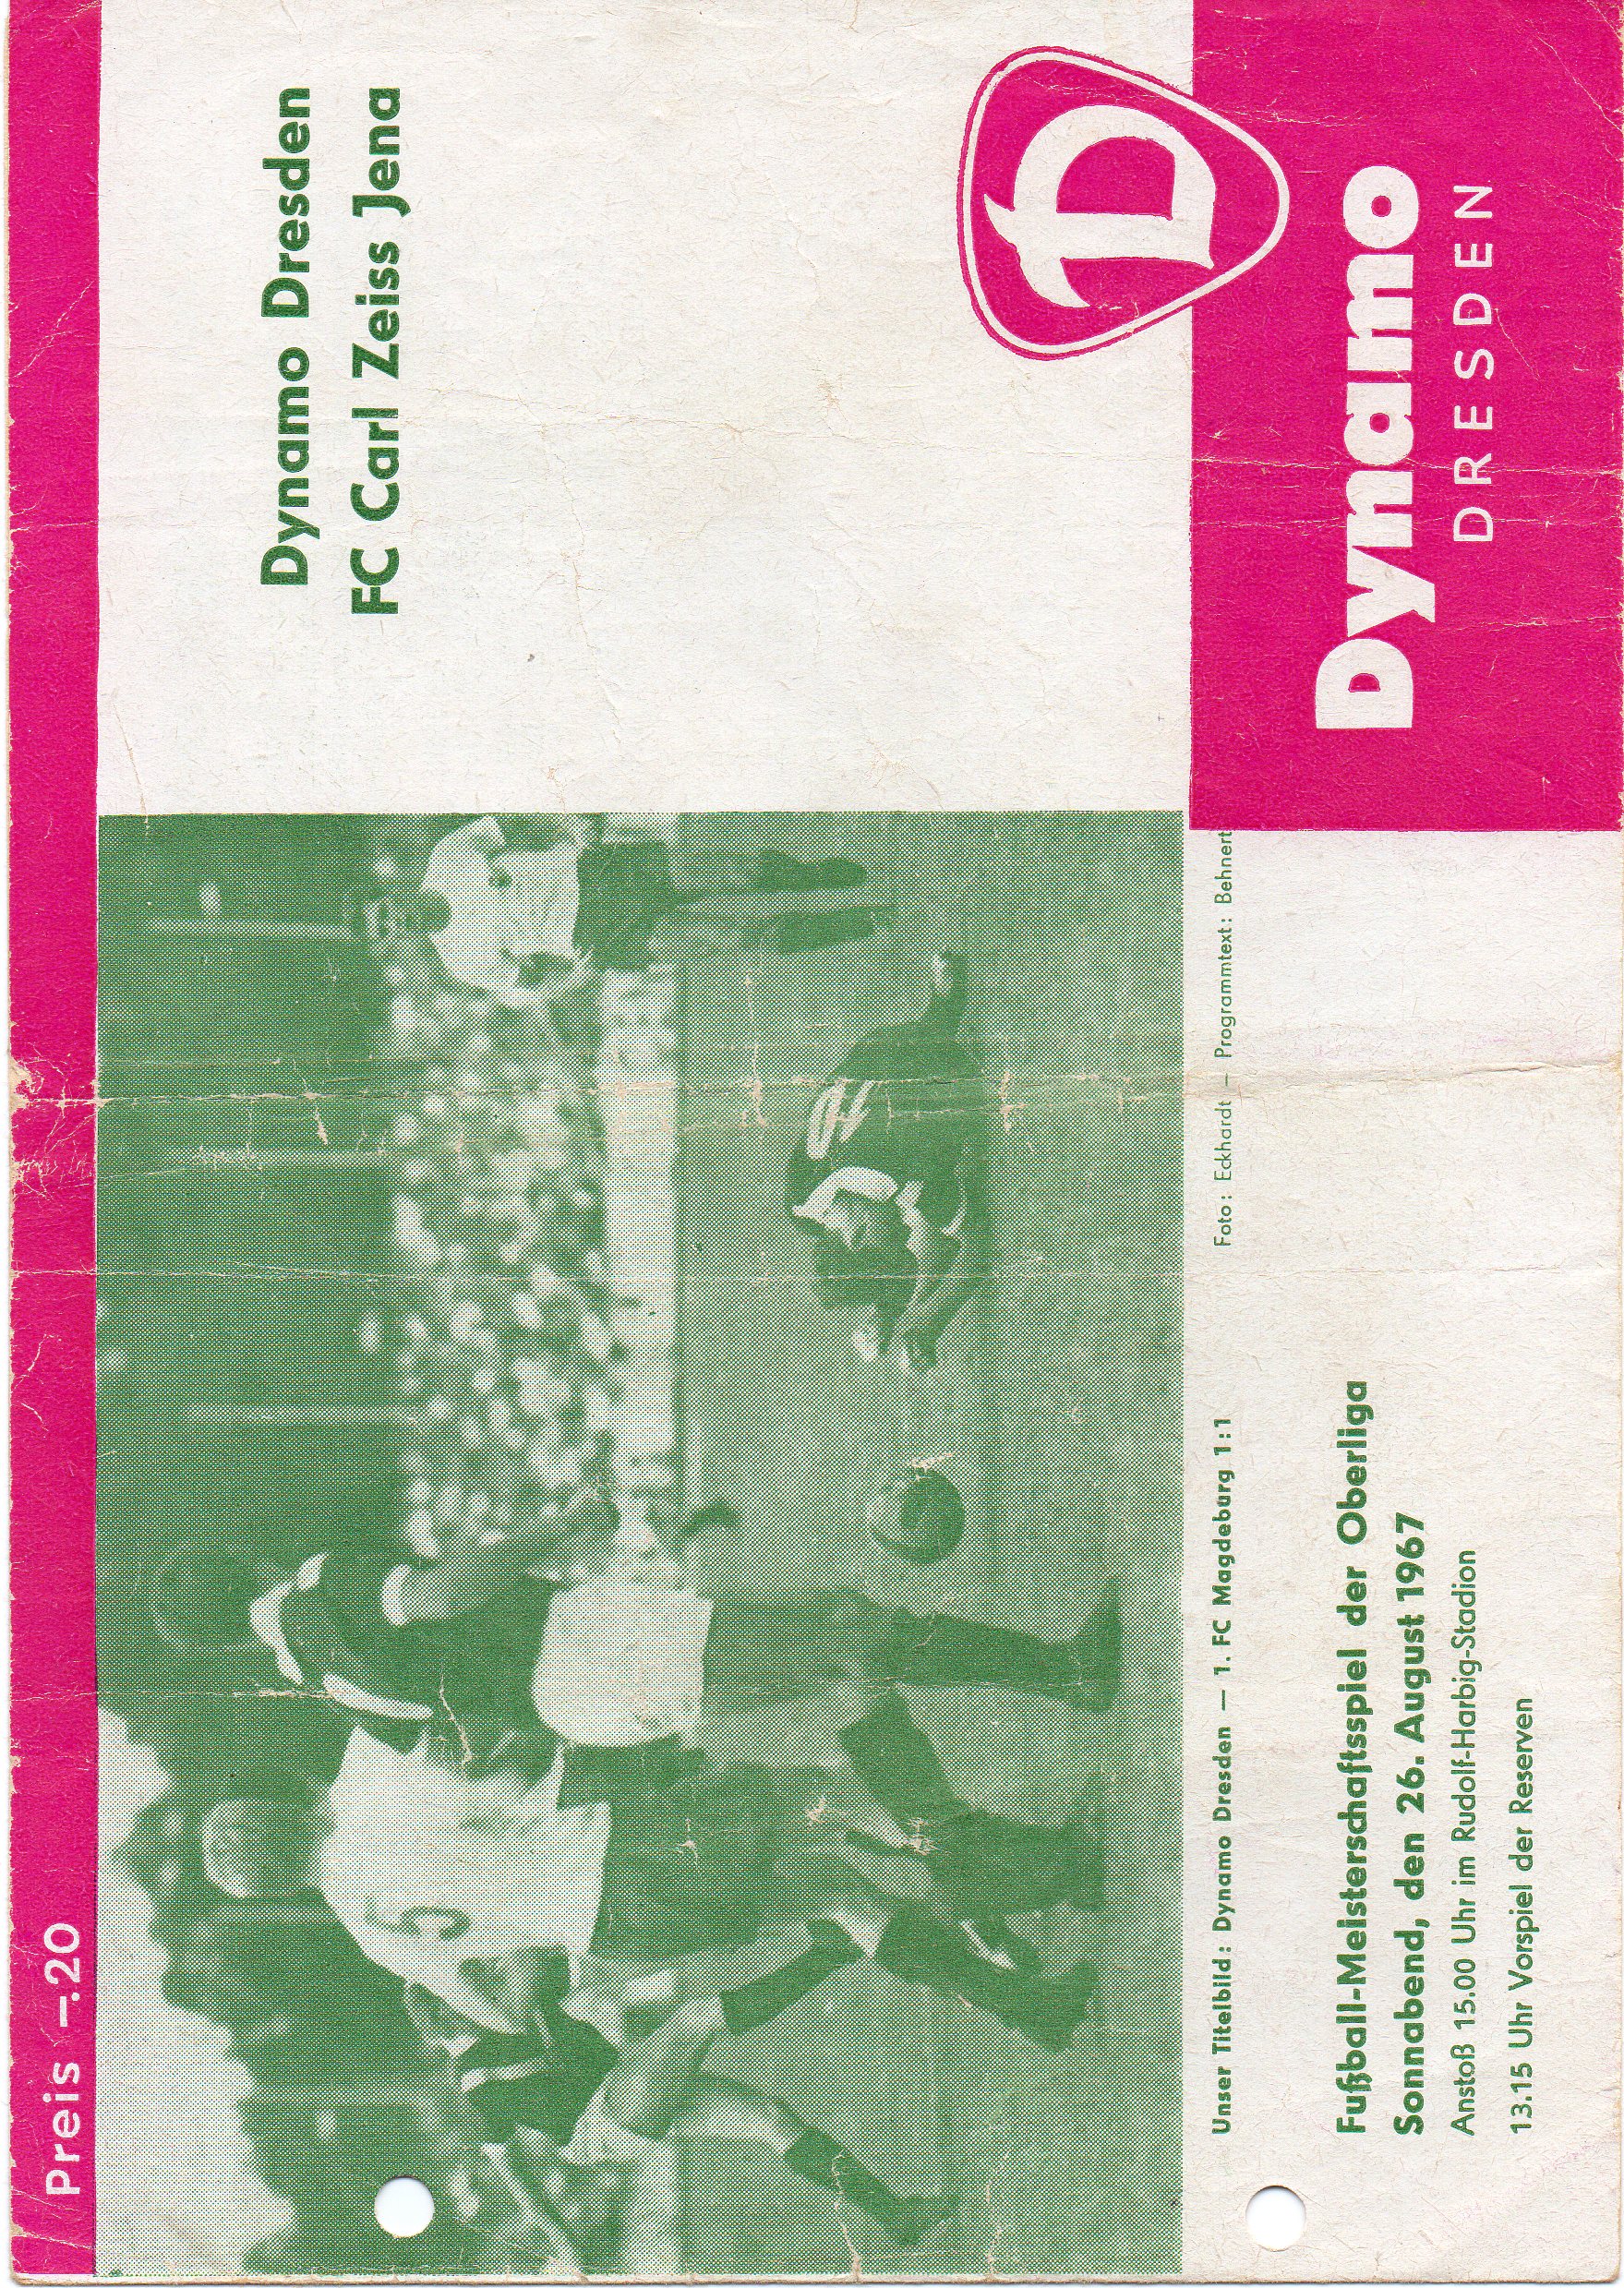 Preis –.20
Dynamo Dresden
FC Carl Zeiss Jena
D
Unser Titelbild: Dynamo Dresden — 1. FC Magdeburg 1:1
Foto: Eckhardt — Programmtext: Behnert
Dynamo
DRESDEN
Fußball-Meisterschaftsspiel der Oberliga
Sonnabend, den 26. August 1967
Anstoß 15.00 Uhr im Rudolf-Harbig-Stadion
13.15 Uhr Vorspiel der Reserven